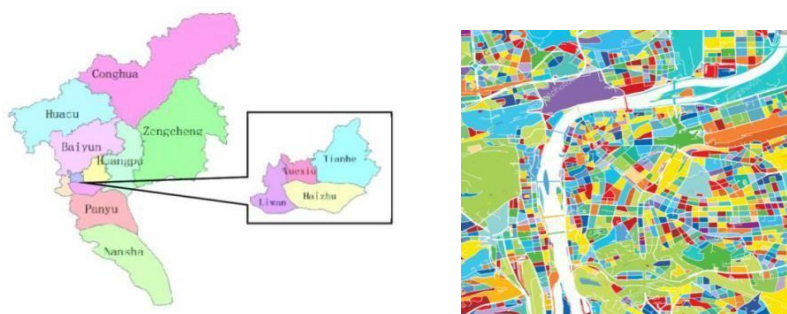 Conghua
Huadu
Zengcheng
Baiyun
Huangpu
Tianhe
Yuexiu
Liwan
Haizhu
Panyu
Nansha